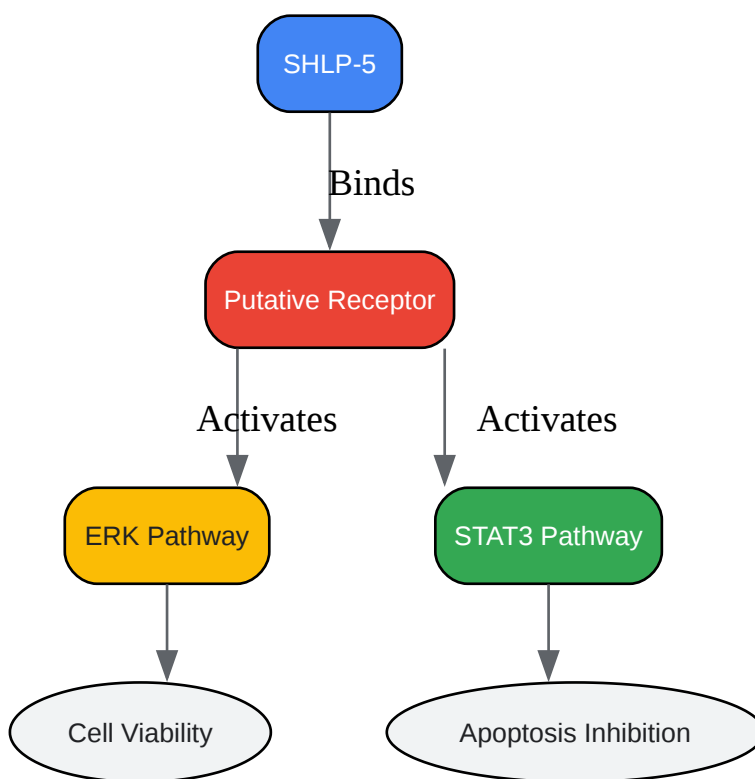 SHLP-5
Binds
Putative Receptor
Activates
Activates
ERK Pathway
STAT3 Pathway
Cell Viability
Apoptosis Inhibition